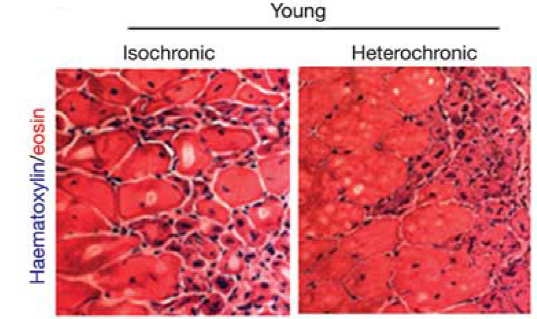 Young
Isochronic
Heterochronic
Haematoxylin/eosin